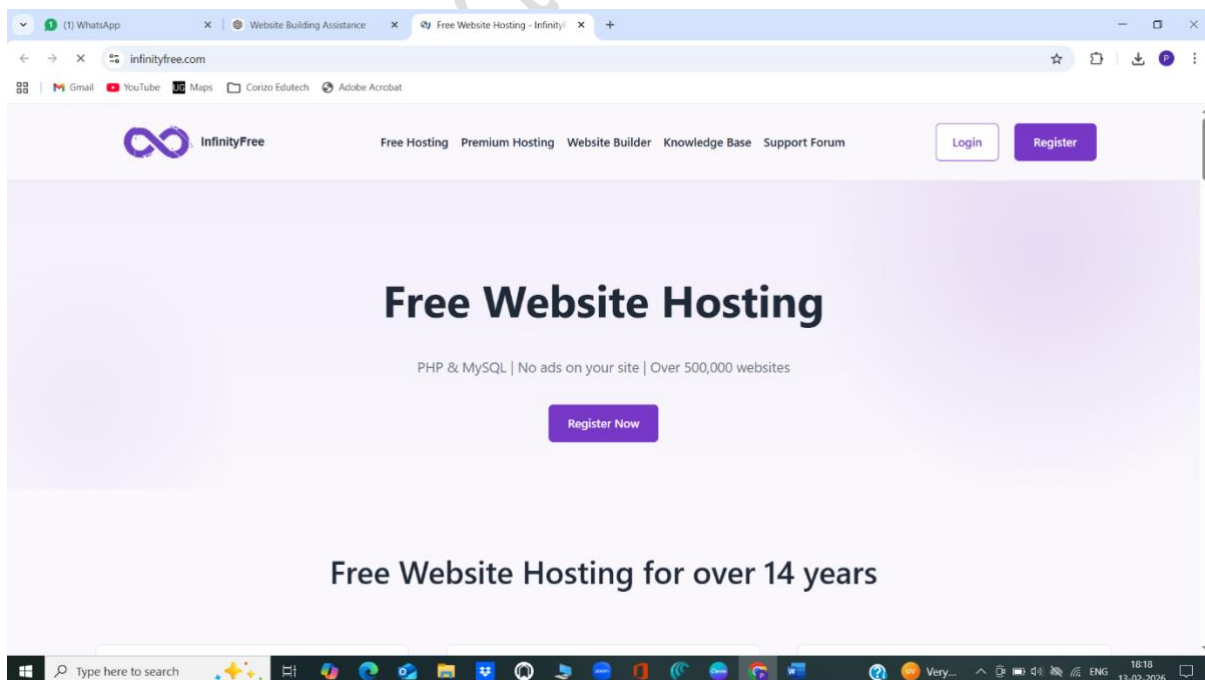 (1) WhatsApp
Website Building Assistance
Free Website Hosting - Infinity
infinityfree.com
P
Gmail
YouTube
Maps
Corizo Edutech
Adobe Acrobat
InfinityFree
Free Hosting Premium Hosting Website Builder Knowledge Base Support Forum
Login
Register
Free Website Hosting
PHP & MySQL | No ads on your site | Over 500,000 websites
Register Now
Free Website Hosting for over 14 years
Type here to search
Very...
ENG
18:18
13-02-2026